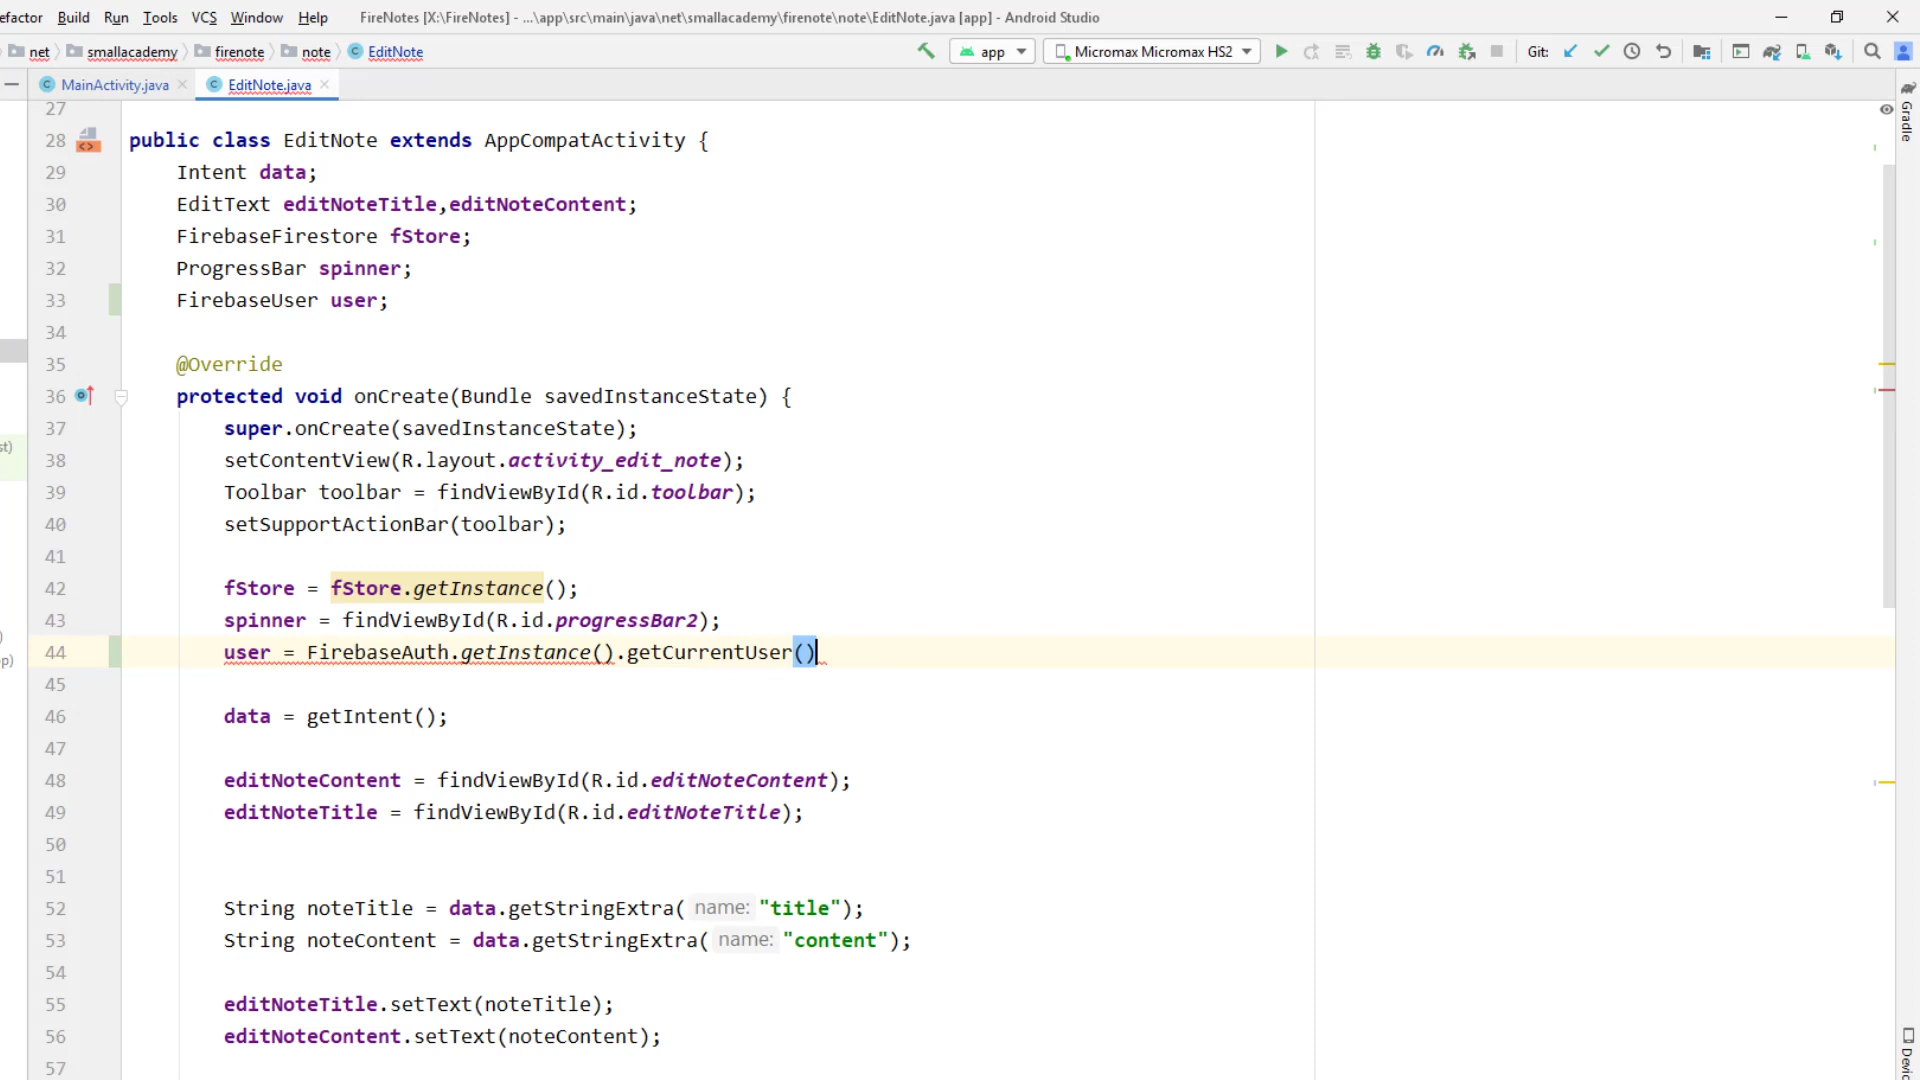 efactor Build Run Tools VCS Window Help FireNotes [X:\FireNotes] - ...\app\src\main\java\net\smallacademy\firenote\note\EditNote.java [app] - Android Studio
net smallacademy firenote note EditNote app Micromax Micromax HS2 Git:
MainActivity.java EditNote.java
Gradle
27
28 public class EditNote extends AppCompatActivity {
29 Intent data;
30 EditText editNoteTitle,editNoteContent;
31 FirebaseFirestore fStore;
32 ProgressBar spinner;
33 FirebaseUser user;
34
35 @Override
36 protected void onCreate(Bundle savedInstanceState) {
37 super.onCreate(savedInstanceState);
38 setContentView(R.layout.activity_edit_note);
39 Toolbar toolbar = findViewById(R.id.toolbar);
40 setSupportActionBar(toolbar);
41
42 fStore = fStore.getInstance();
43 spinner = findViewById(R.id.progressBar2);
44 user = FirebaseAuth.getInstance().getCurrentUser()
45
46 data = getIntent();
47
48 editNoteContent = findViewById(R.id.editNoteContent);
49 editNoteTitle = findViewById(R.id.editNoteTitle);
50
51
52 String noteTitle = data.getStringExtra( name: "title");
53 String noteContent = data.getStringExtra( name: "content");
54
55 editNoteTitle.setText(noteTitle);
56 editNoteContent.setText(noteContent);
57
st)
)
p)
Devic